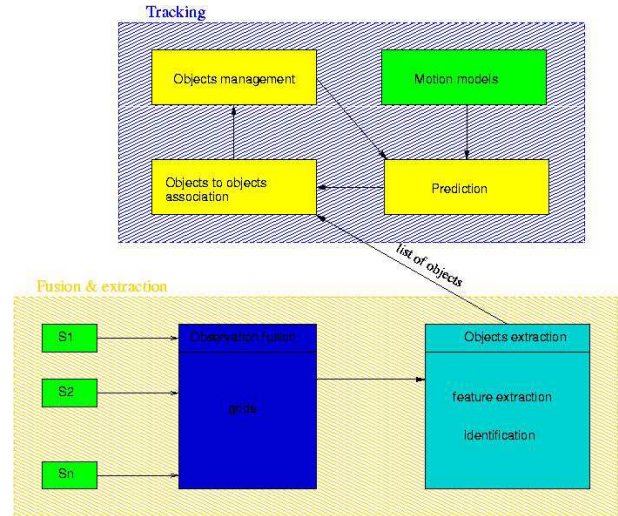 Tracking
Objects management
Motion models
Objects to objects
association
Prediction
list of objects
Fusion & extraction
S1
Observation fusion
Objects extraction
S2
grids
feature extraction
identification
Sn